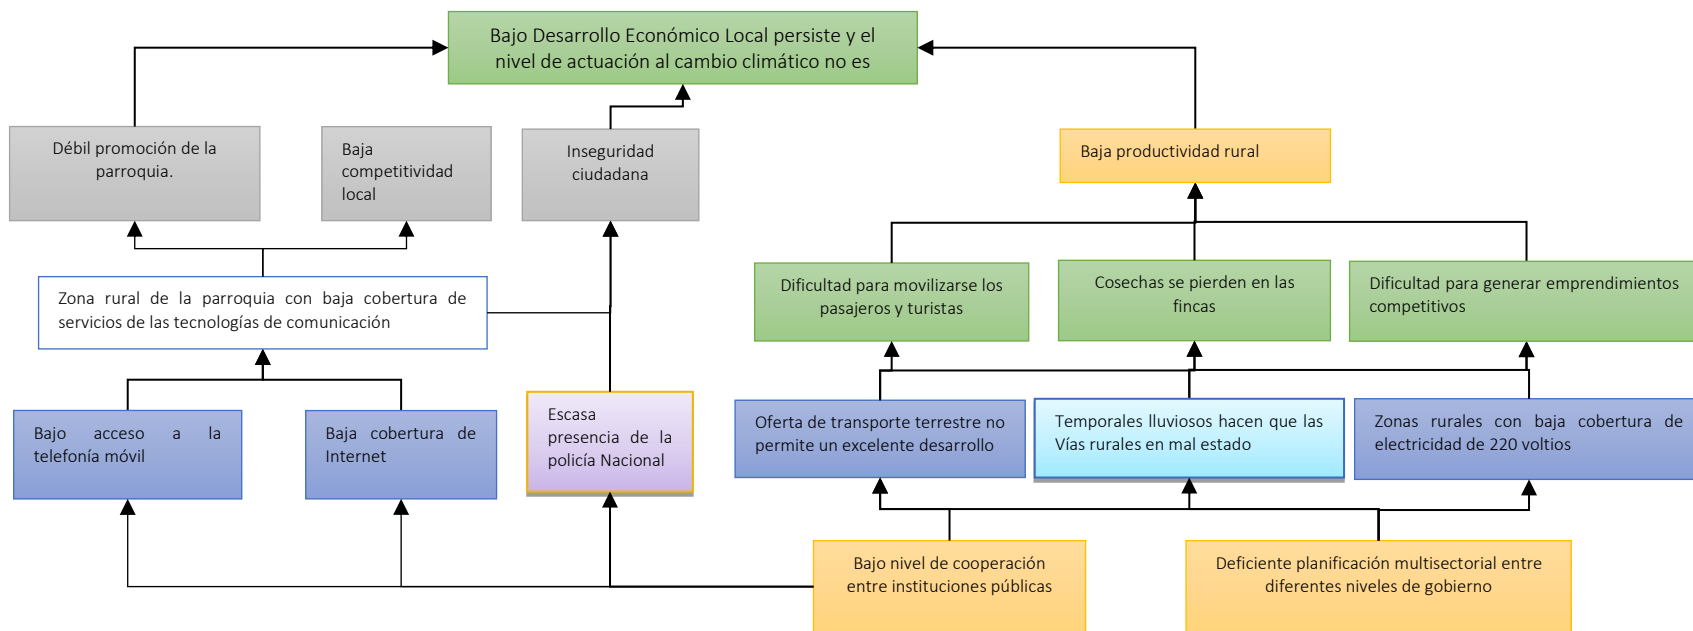 Bajo Desarrollo Económico Local persiste y el
nivel de actuación al cambio climático no es
Débil promoción de la
parroquia.
Baja
competitividad
local
Inseguridad
ciudadana
Baja productividad rural
Zona rural de la parroquia con baja cobertura de
servicios de las tecnologías de comunicación
Dificultad para movilizarse los
pasajeros y turistas
Cosechas se pierden en las
fincas
Dificultad para generar emprendimientos
competitivos
Bajo acceso a la
telefonía móvil
Baja cobertura de
Internet
Escasa
presencia de la
policía Nacional
Oferta de transporte terrestre no
permite un excelente desarrollo
Temporales lluviosos hacen que las
Vías rurales en mal estado
Zonas rurales con baja cobertura de
electricidad de 220 voltios
Bajo nivel de cooperación
entre instituciones públicas
Deficiente planificación multisectorial entre
diferentes niveles de gobierno